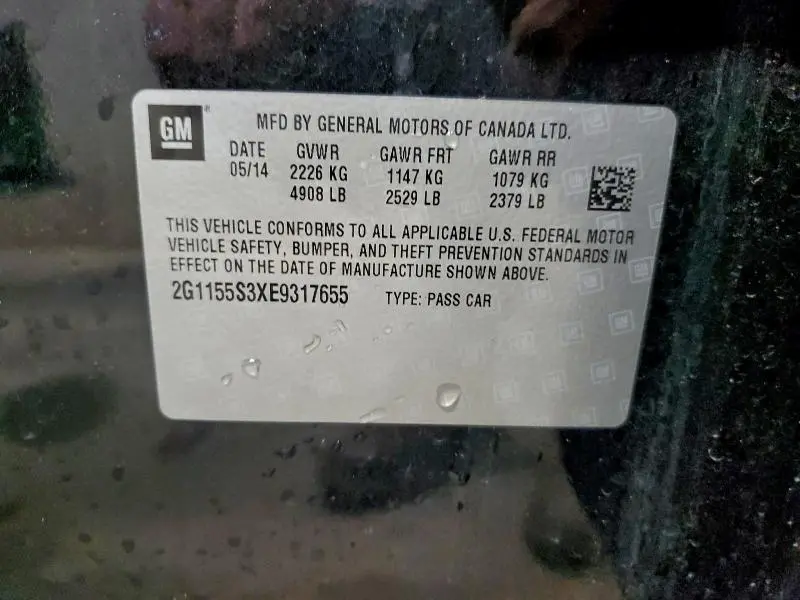 GM
MFD BY GENERAL MOTORS OF CANADA LTD.
DATE GVWR GAWR FRT GAWR RR
05/14 2226 KG 1147 KG 1079 KG
4908 LB 2529 LB 2379 LB
THIS VEHICLE CONFORMS TO ALL APPLICABLE U.S. FEDERAL MOTOR
VEHICLE SAFETY, BUMPER, AND THEFT PREVENTION STANDARDS IN
EFFECT ON THE DATE OF MANUFACTURE SHOWN ABOVE.
2G1155S3XE9317655 TYPE: PASS CAR